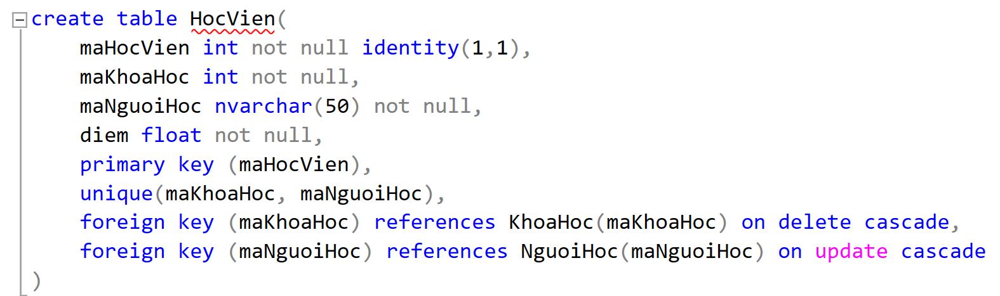 create table HocVien(
    maHocVien int not null identity(1,1),
    maKhoaHoc int not null,
    maNguoiHoc nvarchar(50) not null,
    diem float not null,
    primary key (maHocVien),
    unique(maKhoaHoc, maNguoiHoc),
    foreign key (maKhoaHoc) references KhoaHoc(maKhoaHoc) on delete cascade,
    foreign key (maNguoiHoc) references NguoiHoc(maNguoiHoc) on update cascade
)